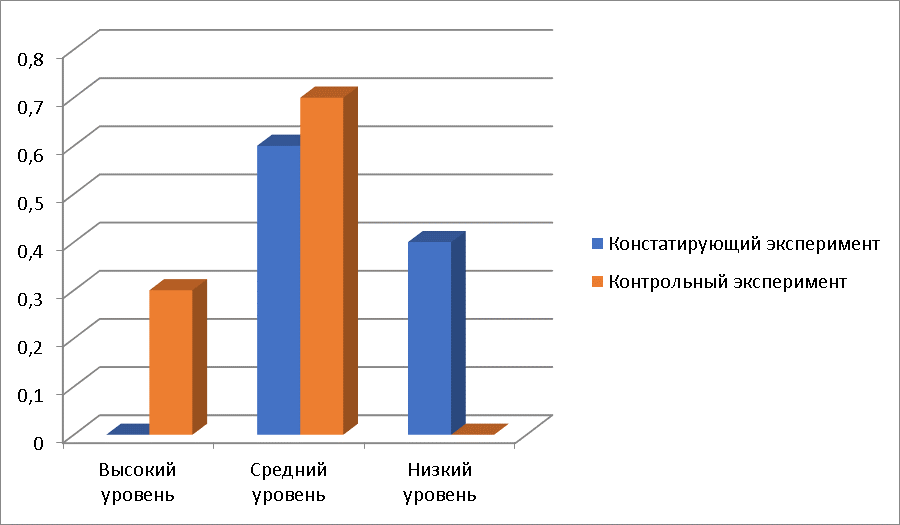 0,8
0,7
0,6
0,5
0,4
0,3
0,2
0,1
0
Высокий
уровень
Средний
уровень
Низкий
уровень
Констатирующий эксперимент
Контрольный эксперимент